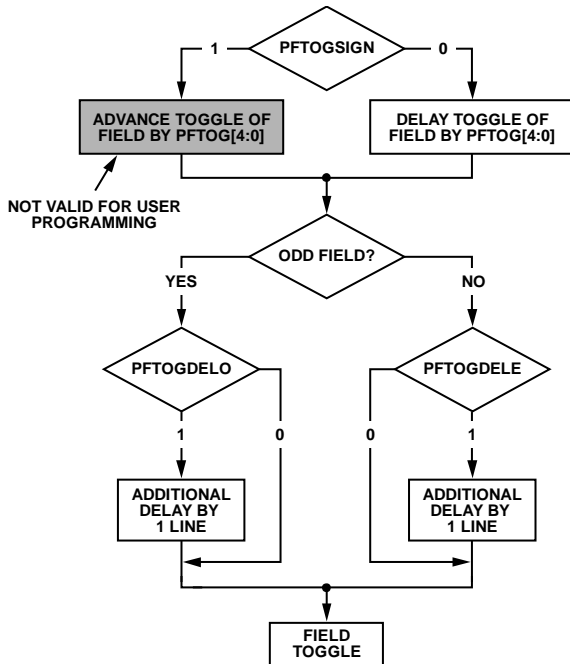 PFTOGSIGN
1
0
ADVANCE TOGGLE OF
FIELD BY PFTOG[4:0]
DELAY TOGGLE OF
FIELD BY PFTOG[4:0]
NOT VALID FOR USER
PROGRAMMING
ODD FIELD?
YES
NO
PFTOGDELO
PFTOGDELE
1
0
0
1
ADDITIONAL
DELAY BY
1 LINE
ADDITIONAL
DELAY BY
1 LINE
FIELD
TOGGLE